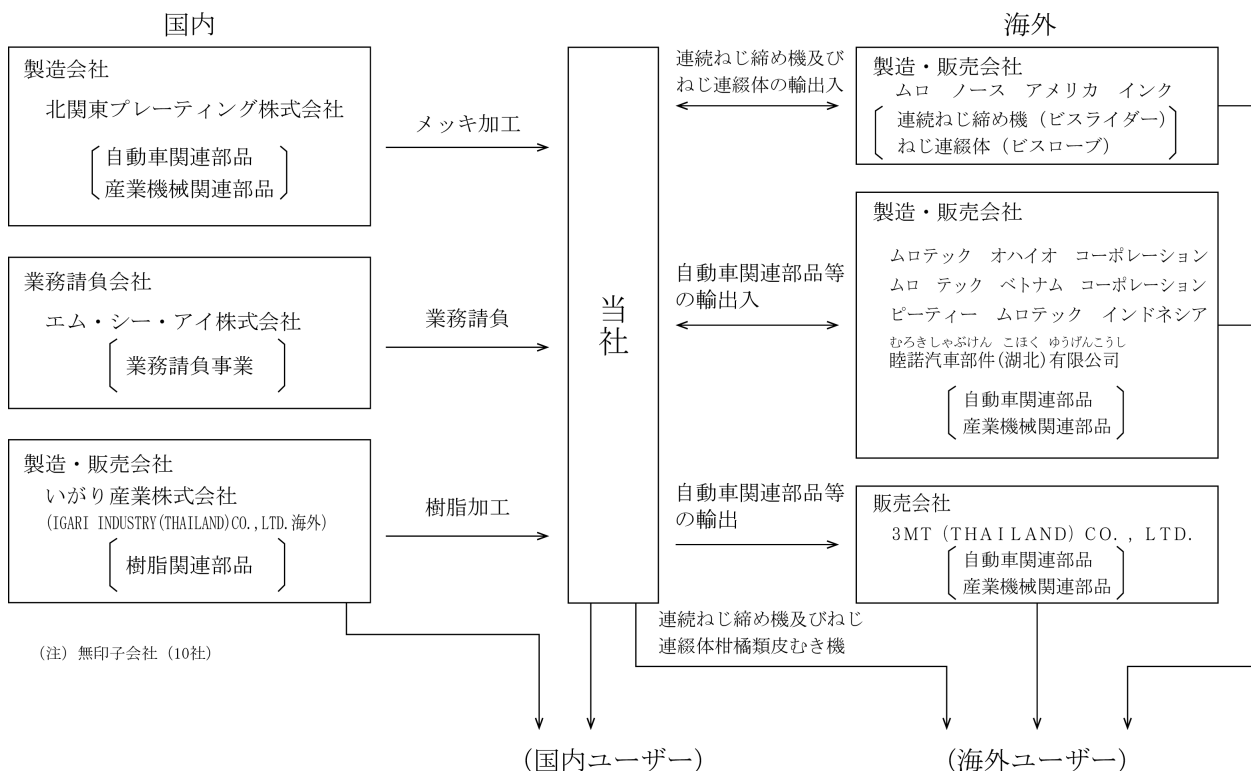 国内
製造会社
北関東プレーティング株式会社
自動車関連部品
産業機械関連部品
メッキ加工
業務請負会社
エム・シー・アイ株式会社
業務請負事業
業務請負
製造・販売会社
いがり産業株式会社
(IGARI INDUSTRY(THAILAND)CO.,LTD.海外)
樹脂関連部品
樹脂加工
(注) 無印子会社 (10社)
当社
海外
連続ねじ締め機及び
ねじ連綴体の輸出入
製造・販売会社
ムロ ノース アメリカ インク
連続ねじ締め機 (ビスライダー)
ねじ連綴体 (ビスローブ)
自動車関連部品等
の輸出入
製造・販売会社
ムロテック オハイオ コーポレーション
ムロ テック ベトナム コーポレーション
ピーティー ムロテック インドネシア
むろきしゃぶけん こほく ゆうげんこうし
睦諾汽車部件(湖北)有限公司
自動車関連部品
産業機械関連部品
自動車関連部品等
の輸出
販売会社
3MT (THAILAND) CO., LTD.
自動車関連部品
産業機械関連部品
連続ねじ締め機及びねじ
連綴体柑橘類皮むき機
(国内ユーザー)
(海外ユーザー)